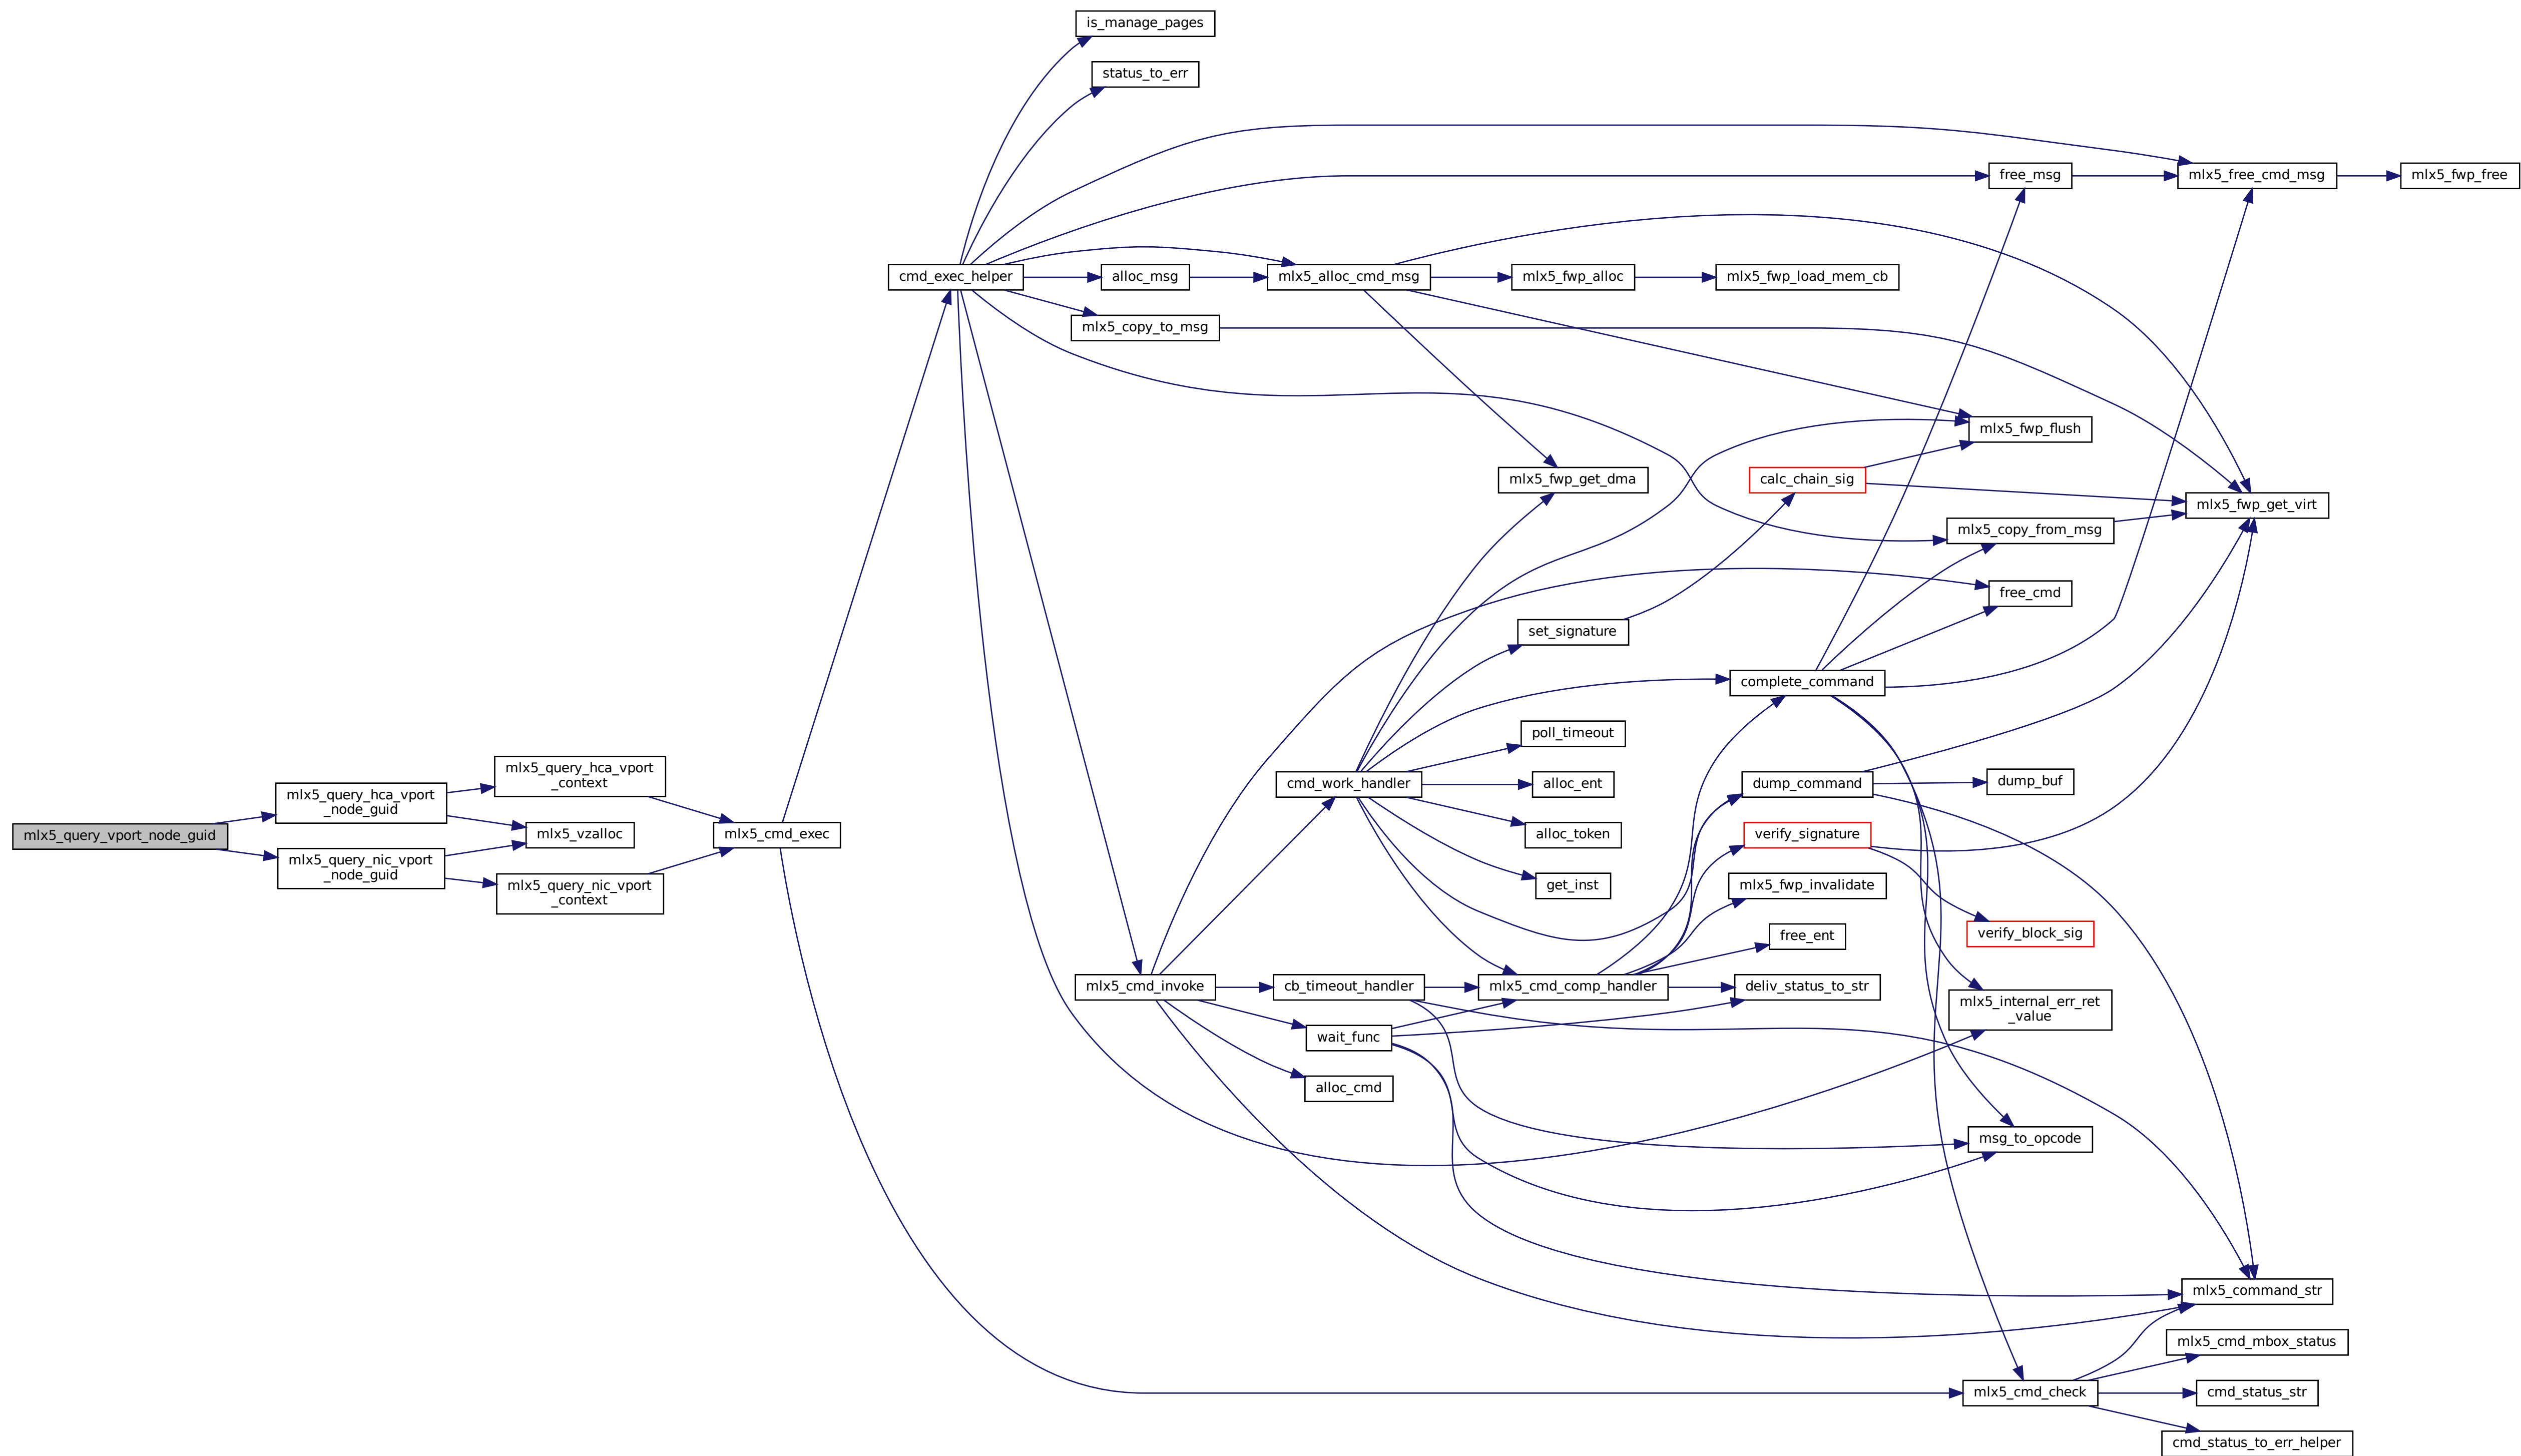 is_manage_pages
status_to_err
free_msg
mlx5_free_cmd_msg
mlx5_fwp_free
cmd_exec_helper
alloc_msg
mlx5_alloc_cmd_msg
mlx5_fwp_alloc
mlx5_fwp_load_mem_cb
mlx5_copy_to_msg
mlx5_fwp_flush
mlx5_fwp_get_dma
calc_chain_sig
mlx5_fwp_get_virt
mlx5_copy_from_msg
free_cmd
set_signature
complete_command
poll_timeout
mlx5_query_hca_vport
_context
cmd_work_handler
alloc_ent
dump_command
dump_buf
mlx5_query_hca_vport
_node_guid
mlx5_query_vport_node_guid
mlx5_vzalloc
mlx5_cmd_exec
alloc_token
verify_signature
mlx5_query_nic_vport
_node_guid
mlx5_query_nic_vport
_context
get_inst
mlx5_fwp_invalidate
free_ent
verify_block_sig
mlx5_cmd_invoke
cb_timeout_handler
mlx5_cmd_comp_handler
deliv_status_to_str
mlx5_internal_err_ret
_value
wait_func
alloc_cmd
msg_to_opcode
mlx5_command_str
mlx5_cmd_mbox_status
mlx5_cmd_check
cmd_status_str
cmd_status_to_err_helper